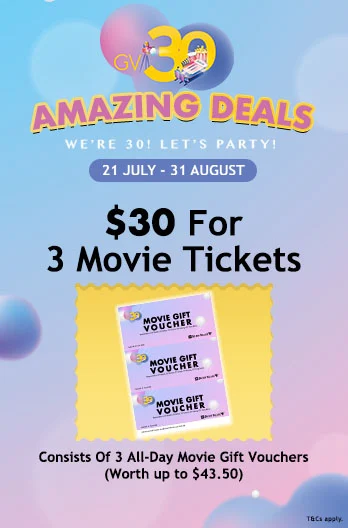 GV 30
AMAZING DEALS
WE'RE 30! LET'S PARTY!
21 JULY - 31 AUGUST
$30 For
3 Movie Tickets
30
MOVIE GIFT
VOUCHER
MOVIE GIFT
VOUCHER
MOVIE GIFT
VOUCHER
Consists Of 3 All-Day Movie Gift Vouchers
(Worth up to $43.50)
T&Cs apply.